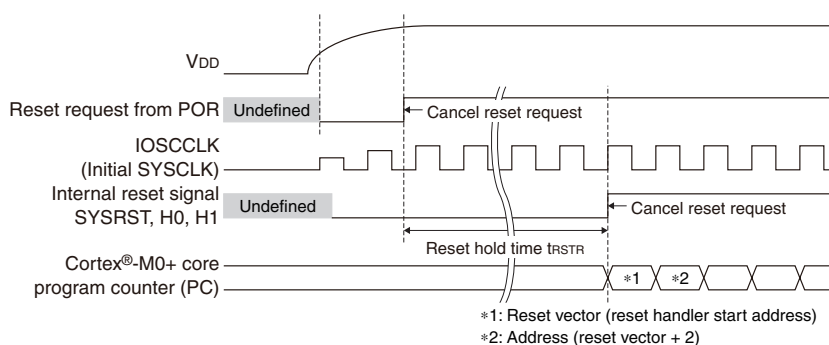 VDD
Reset request from POR
Undefined
Cancel reset request
IOSCCLK
(Initial SYSCLK)
Internal reset signal
SYSRST, H0, H1
Undefined
Cancel reset request
Reset hold time tRSTR
Cortex®-M0+ core
program counter (PC)
*1
*2
*1: Reset vector (reset handler start address)
*2: Address (reset vector + 2)